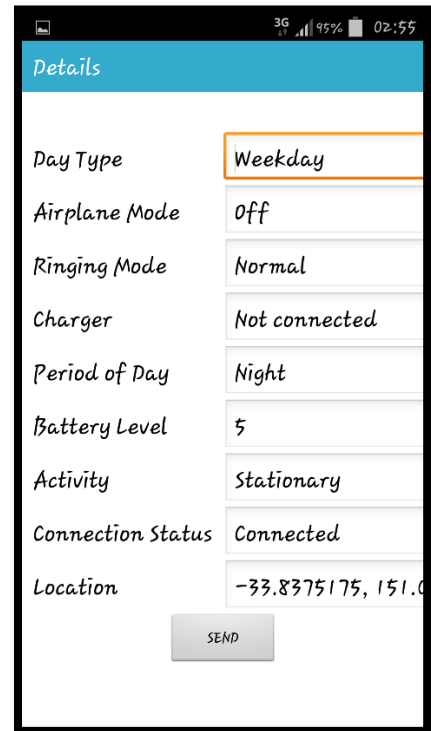 3G 95% 02:55
Details
Day Type Weekday
Airplane Mode Off
Ringing Mode Normal
Charger Not connected
Period of Day Night
Battery Level 5
Activity Stationary
Connection Status Connected
Location -33.8375175, 151.0
SEND